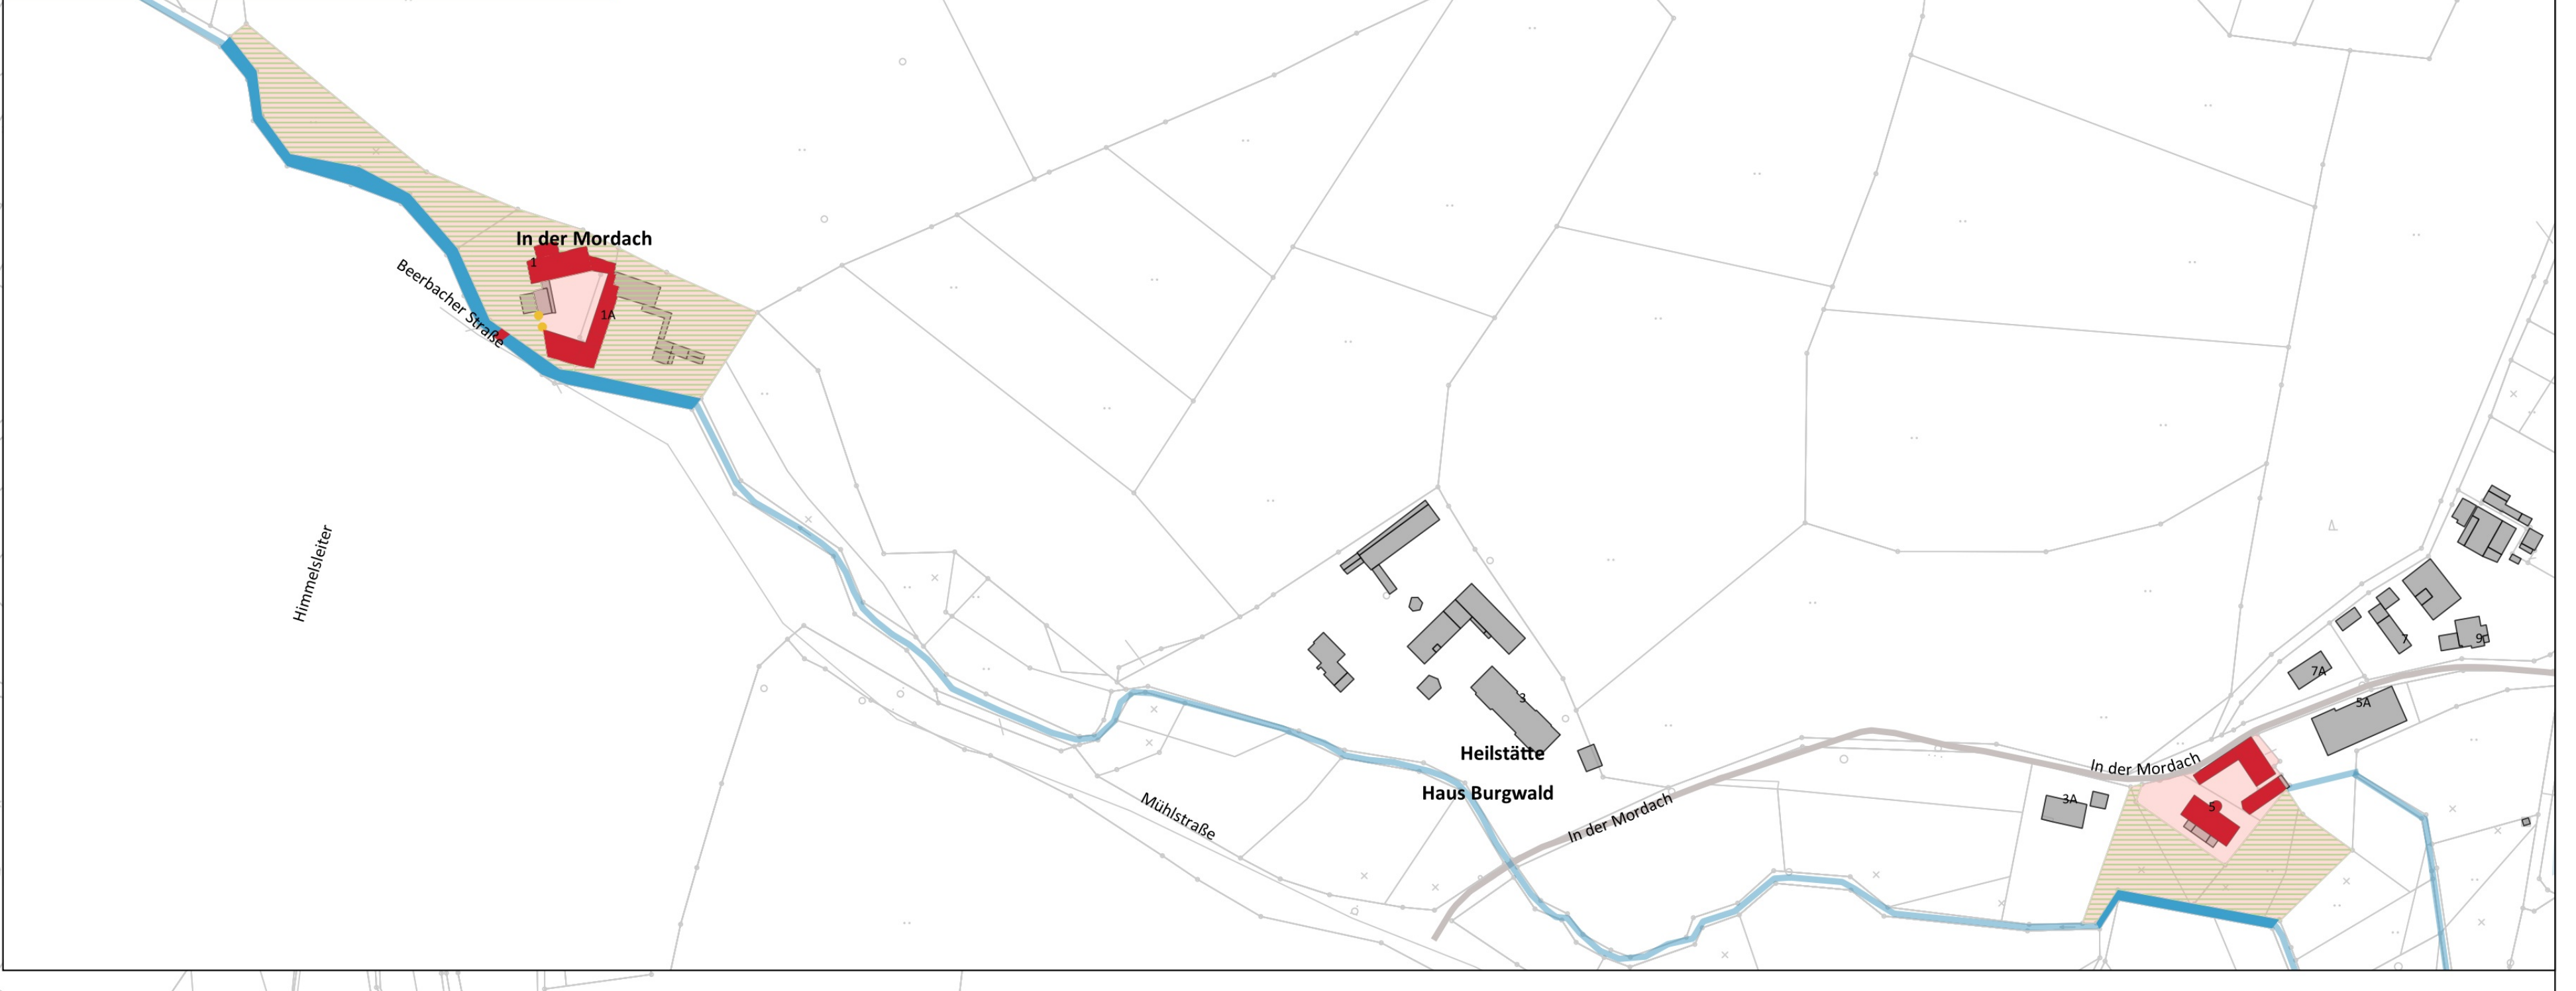 In der Mordach
1
Beerbacher Straße
1A
Himmelsleiter
3
Heilstätte
Haus Burgwald
Mühlstraße
In der Mordach
In der Mordach
7
9
7A
5A
3A
5